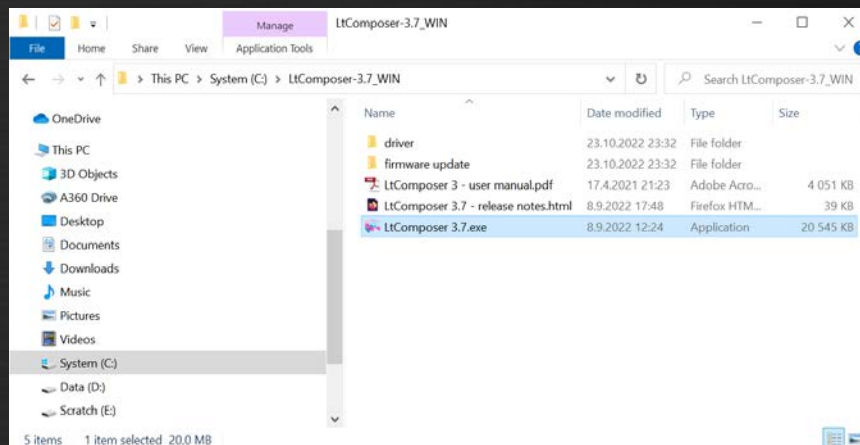 Manage
LtComposer-3.7_WIN
File
Home
Share
View
Application Tools
This PC > System (C:) > LtComposer-3.7_WIN
Search LtComposer-3.7_WIN
OneDrive
This PC
3D Objects
A360 Drive
Desktop
Documents
Downloads
Music
Pictures
Videos
System (C:)
Data (D:)
Scratch (E:)
Name Date modified Type Size
driver 23.10.2022 23:32 File folder
firmware update 23.10.2022 23:32 File folder
LtComposer 3 - user manual.pdf 17.4.2021 21:23 Adobe Acro... 4 051 KB
LtComposer 3.7 - release notes.html 8.9.2022 17:48 Firefox HTM... 39 KB
LtComposer 3.7.exe 8.9.2022 12:24 Application 20 545 KB
5 items 1 item selected 20,0 MB